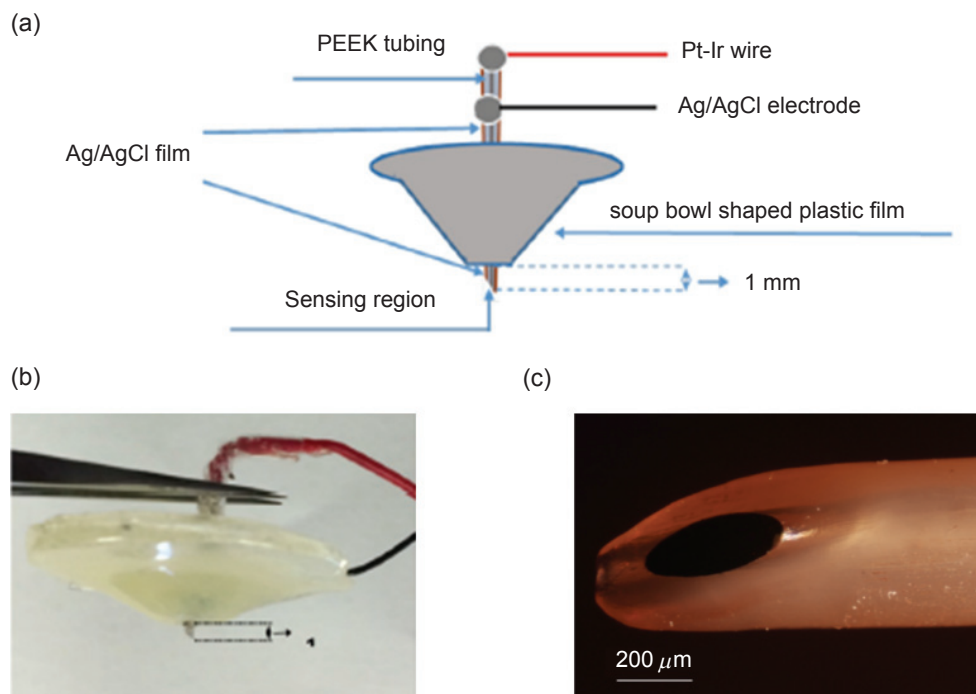 (a)
PEEK tubing
Pt-Ir wire
Ag/AgCl electrode
Ag/AgCl film
soup bowl shaped plastic film
1 mm
Sensing region
(b)
(c)
200 μm